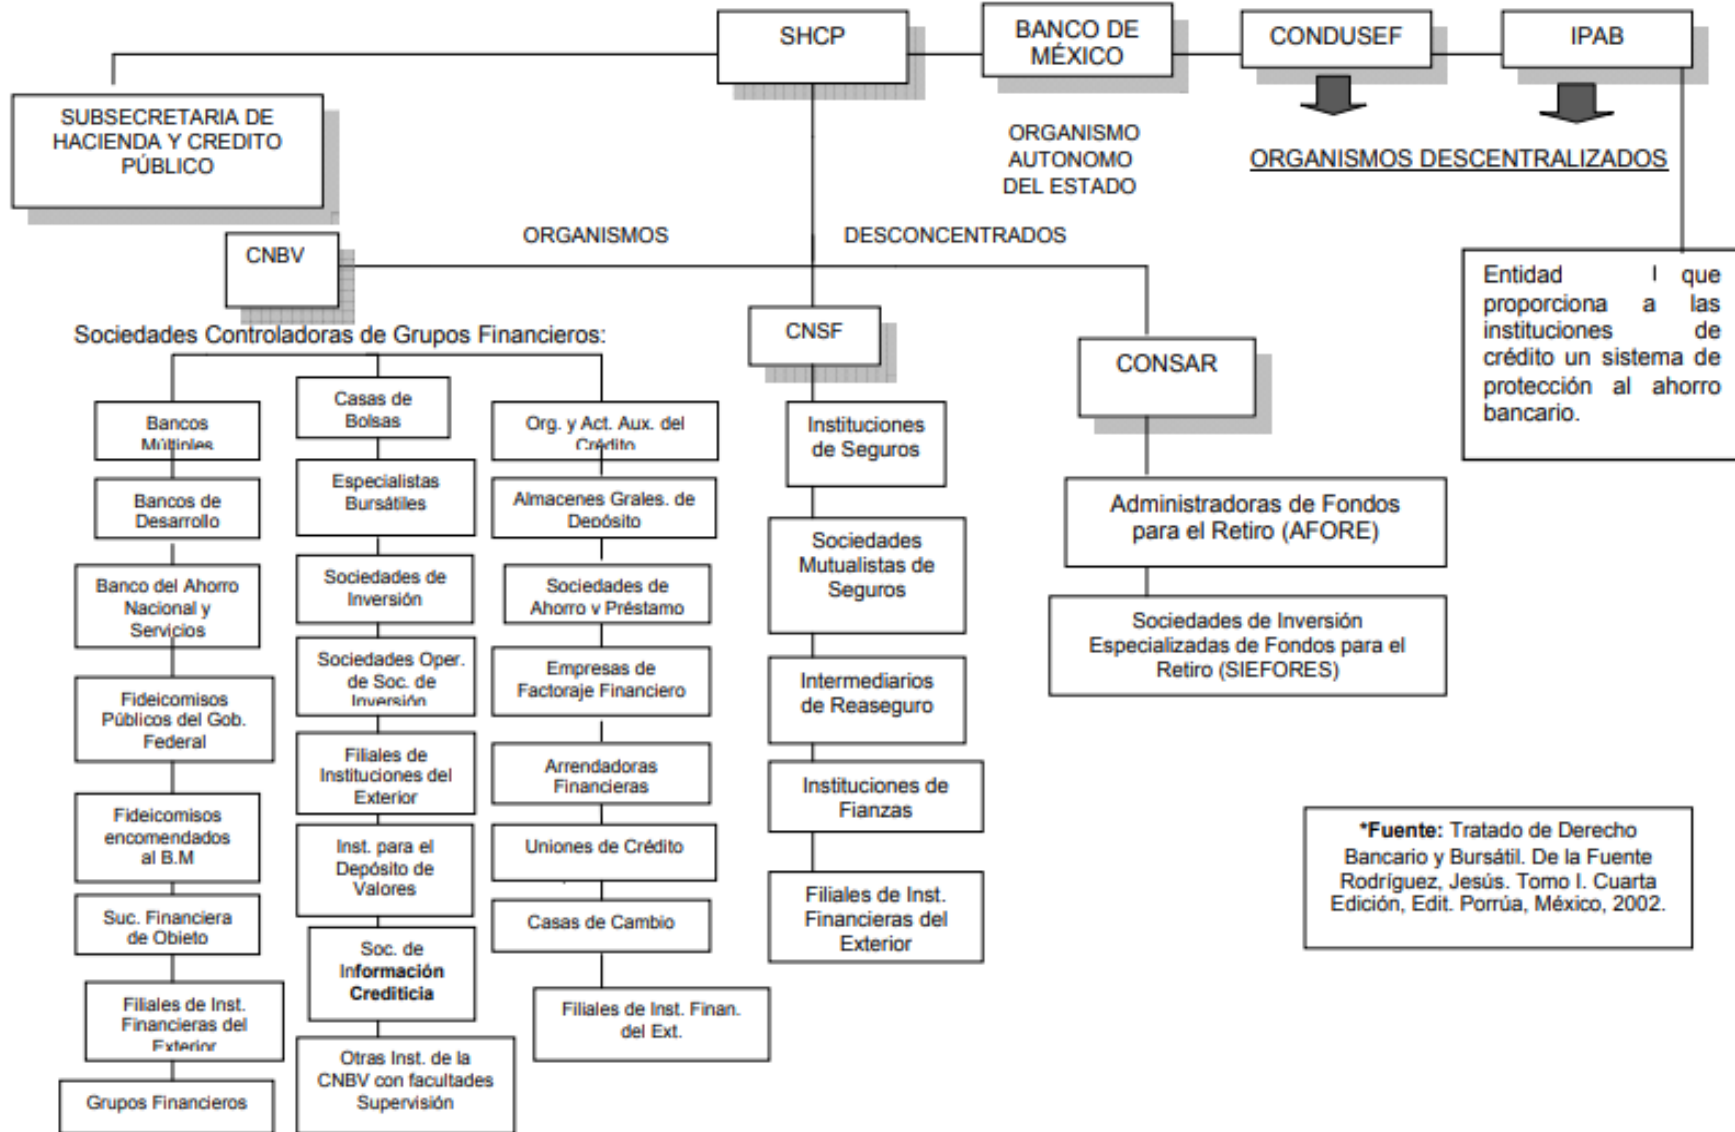 SHCP
BANCO DE
MÉXICO
CONDUSEF
IPAB
SUBSECRETARIA DE
HACIENDA Y CREDITO
PÚBLICO
ORGANISMO
AUTONOMO
DEL ESTADO
ORGANISMOS DESCENTRALIZADOS
ORGANISMOS DESCONCENTRADOS
CNBV
CNSF
CONSAR
Entidad l que
proporciona a las
instituciones de
crédito un sistema de
protección al ahorro
bancario.
Sociedades Controladoras de Grupos Financieros:
Bancos
Múltiples
Bancos de
Desarrollo
Banco del Ahorro
Nacional y
Servicios
Fideicomisos
Públicos del Gob.
Federal
Fideicomisos
encomendados
al B.M
Suc. Financiera
de Objeto
Filiales de Inst.
Financieras del
Exterior
Grupos Financieros
Casas de
Bolsas
Especialistas
Bursátiles
Sociedades de
Inversión
Sociedades Oper.
de Soc. de
Inversión
Filiales de
Instituciones del
Exterior
Inst. para el
Depósito de
Valores
Soc. de
Información
Crediticia
Otras Inst. de la
CNBV con facultades
Supervisión
Org. y Act. Aux. del
Crédito
Almacenes Grales. de
Depósito
Sociedades de
Ahorro y Préstamo
Empresas de
Factoraje Financiero
Arrendadoras
Financieras
Uniones de Crédito
Casas de Cambio
Filiales de Inst. Finan.
del Ext.
Instituciones
de Seguros
Sociedades
Mutualistas de
Seguros
Intermediarios
de Reaseguro
Instituciones de
Fianzas
Filiales de Inst.
Financieras del
Exterior
Administradoras de Fondos
para el Retiro (AFORE)
Sociedades de Inversión
Especializadas de Fondos para el
Retiro (SIEFORES)
*Fuente: Tratado de Derecho
Bancario y Bursátil. De la Fuente
Rodríguez, Jesús. Tomo I. Cuarta
Edición, Edit. Porrúa, México, 2002.